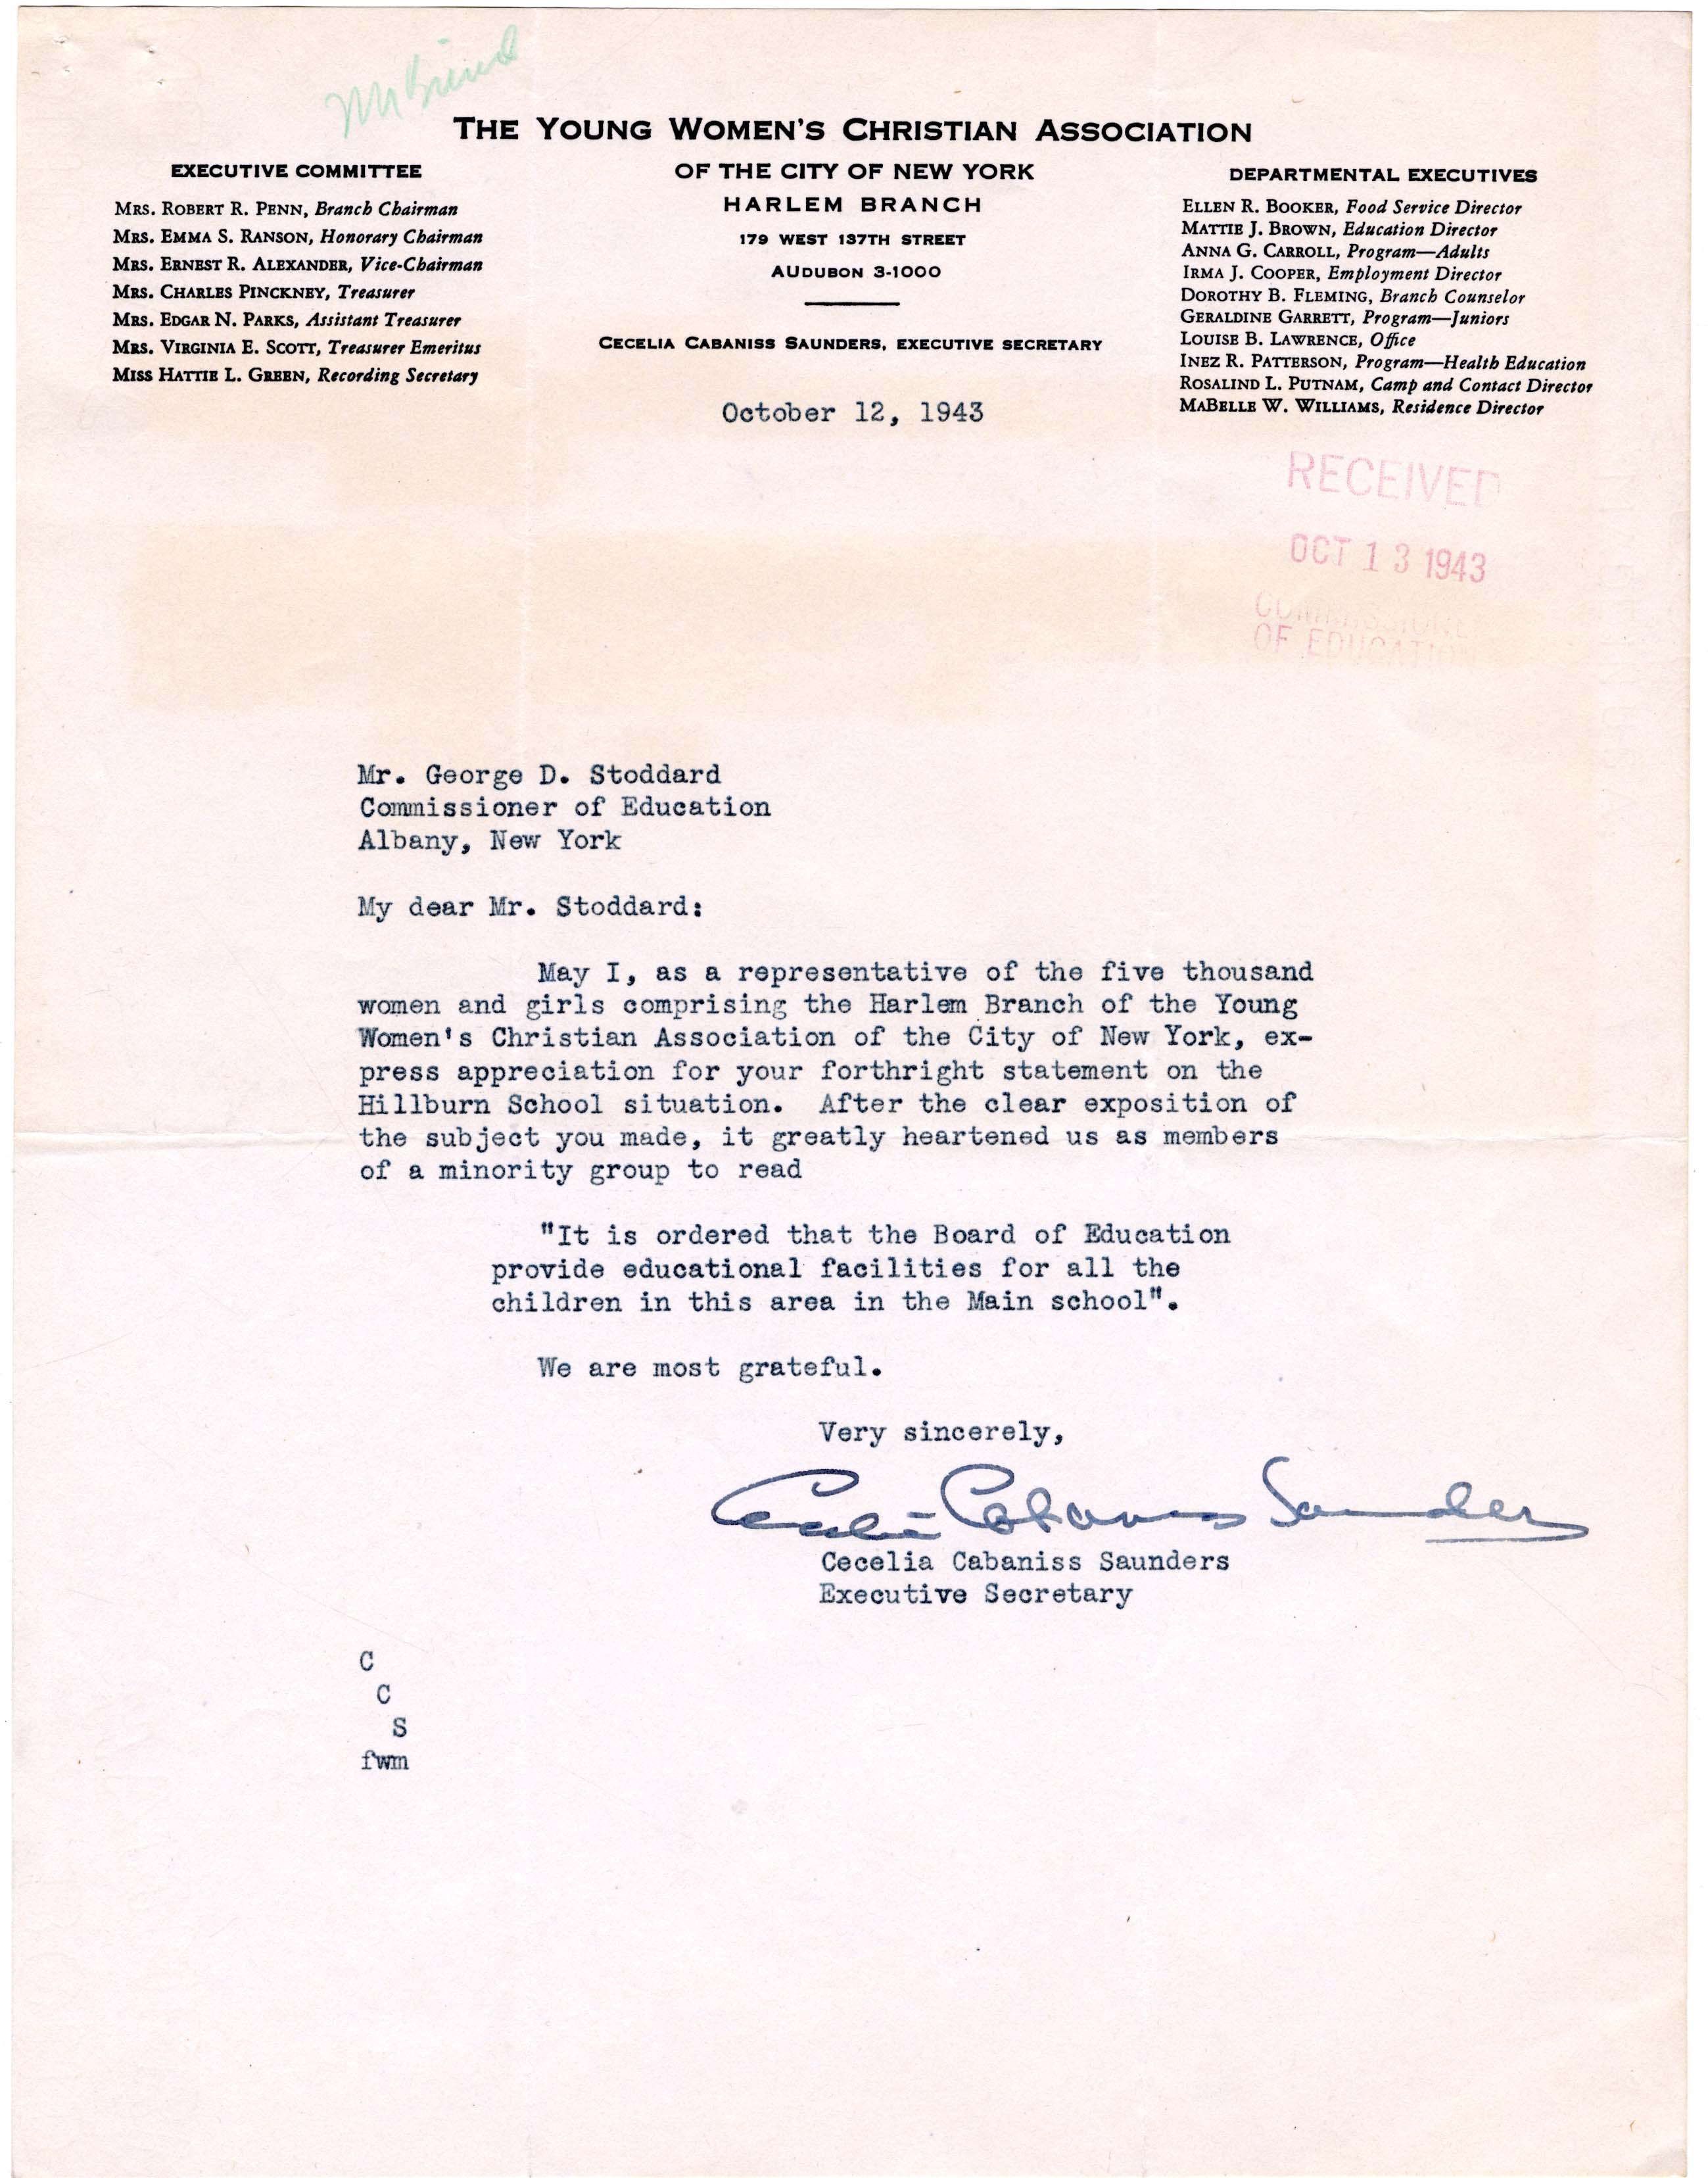 THE YOUNG WOMEN'S CHRISTIAN ASSOCIATION
OF THE CITY OF NEW YORK
HARLEM BRANCH
179 WEST 137TH STREET
AUDUBON 3-1000
CECELIA CABANISS SAUNDERS, EXECUTIVE SECRETARY
EXECUTIVE COMMITTEE
MRS. ROBERT R. PENN, Branch Chairman
MRS. EMMA S. RANSON, Honorary Chairman
MRS. ERNEST R. ALEXANDER, Vice-Chairman
MRS. CHARLES PINCKNEY, Treasurer
MRS. EDGAR N. PARKS, Assistant Treasurer
MRS. VIRGINIA E. SCOTT, Treasurer Emeritus
MISS HATTIE L. GREEN, Recording Secretary
DEPARTMENTAL EXECUTIVES
ELLEN R. BOOKER, Food Service Director
MATTIE J. BROWN, Education Director
ANNA G. CARROLL, Program—Adults
IRMA J. COOPER, Employment Director
DOROTHY B. FLEMING, Branch Counselor
GERALDINE GARRETT, Program—Juniors
LOUISE B. LAWRENCE, Office
INEZ R. PATTERSON, Program—Health Education
ROSALIND L. PUTNAM, Camp and Contact Director
MABELLE W. WILLIAMS, Residence Director
October 12, 1943
RECEIVED
OCT 13 1943
COMMISSIONER
OF EDUCATION
Mr. George D. Stoddard
Commissioner of Education
Albany, New York
My dear Mr. Stoddard:
May I, as a representative of the five thousand
women and girls comprising the Harlem Branch of the Young
Women's Christian Association of the City of New York, ex-
press appreciation for your forthright statement on the
Hillburn School situation. After the clear exposition of
the subject you made, it greatly heartened us as members
of a minority group to read
"It is ordered that the Board of Education
provide educational facilities for all the
children in this area in the Main school".
We are most grateful.
Very sincerely,
Cecelia Cabaniss Saunders
Cecelia Cabaniss Saunders
Executive Secretary
C
C
S
fwm